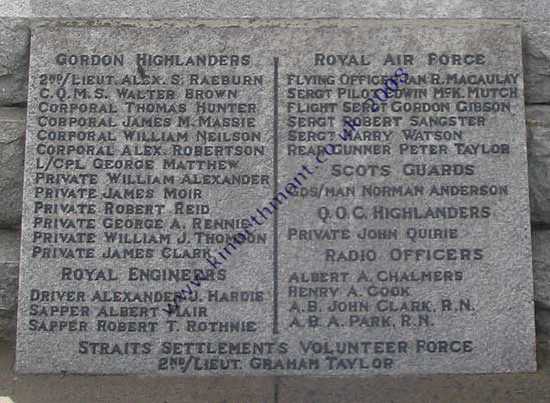 GORDON HIGHLANDERS
2ND/LIEUT. ALEX. S. RAEBURN
C.Q.M.S. WALTER BROWN
CORPORAL THOMAS HUNTER
CORPORAL JAMES M. MASSIE
CORPORAL WILLIAM NEILSON
CORPORAL ALEX. ROBERTSON
L/CPL GEORGE MATTHEW
PRIVATE WILLIAM ALEXANDER
PRIVATE JAMES MOIR
PRIVATE ROBERT REID
PRIVATE GEORGE A. RENNIE
PRIVATE WILLIAM J. THOMSON
PRIVATE JAMES CLARK
ROYAL ENGINEERS
DRIVER ALEXANDER J. HARDIE
SAPPER ALBERT MAIR
SAPPER ROBERT T. ROTHNIE
ROYAL AIR FORCE
FLYING OFFICER IAN R. MACAULAY
SERGT PILOT EDWIN MFK. MUTCH
FLIGHT SERGT GORDON GIBSON
SERGT ROBERT SANGSTER
SERGT HARRY WATSON
REAR GUNNER PETER TAYLOR
SCOTS GUARDS
GDS/MAN NORMAN ANDERSON
Q.O.C. HIGHLANDERS
PRIVATE JOHN QUIRIE
RADIO OFFICERS
ALBERT A. CHALMERS
HENRY A. COOK
A.B. JOHN CLARK, R.N.
A.B. A. PARK, R.N.
STRAITS SETTLEMENTS VOLUNTEER FORCE
2ND/LIEUT. GRAHAM TAYLOR
2008